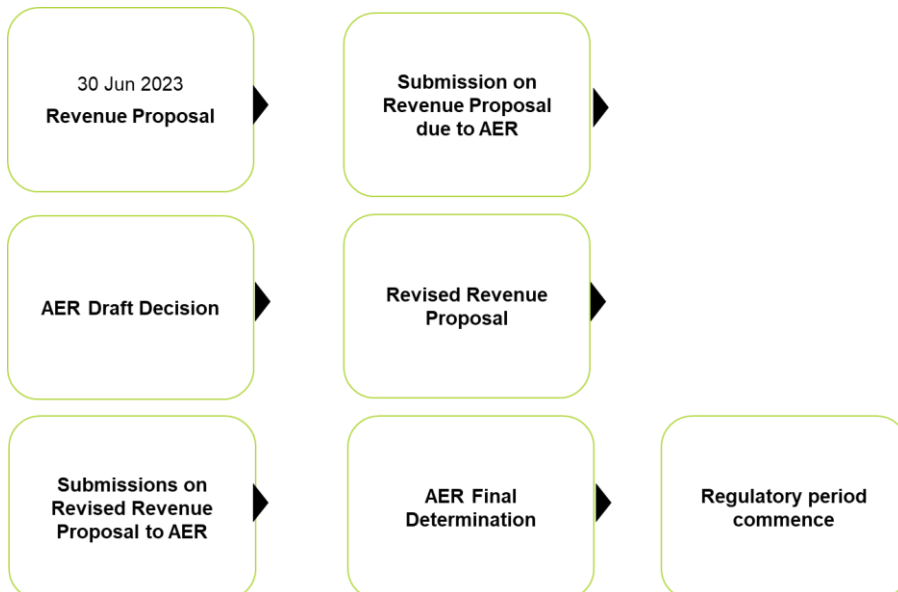 30 Jun 2023
Revenue Proposal
Submission on
Revenue Proposal
due to AER
AER Draft Decision
Revised Revenue
Proposal
Submissions on
Revised Revenue
Proposal to AER
AER Final
Determination
Regulatory period
commence